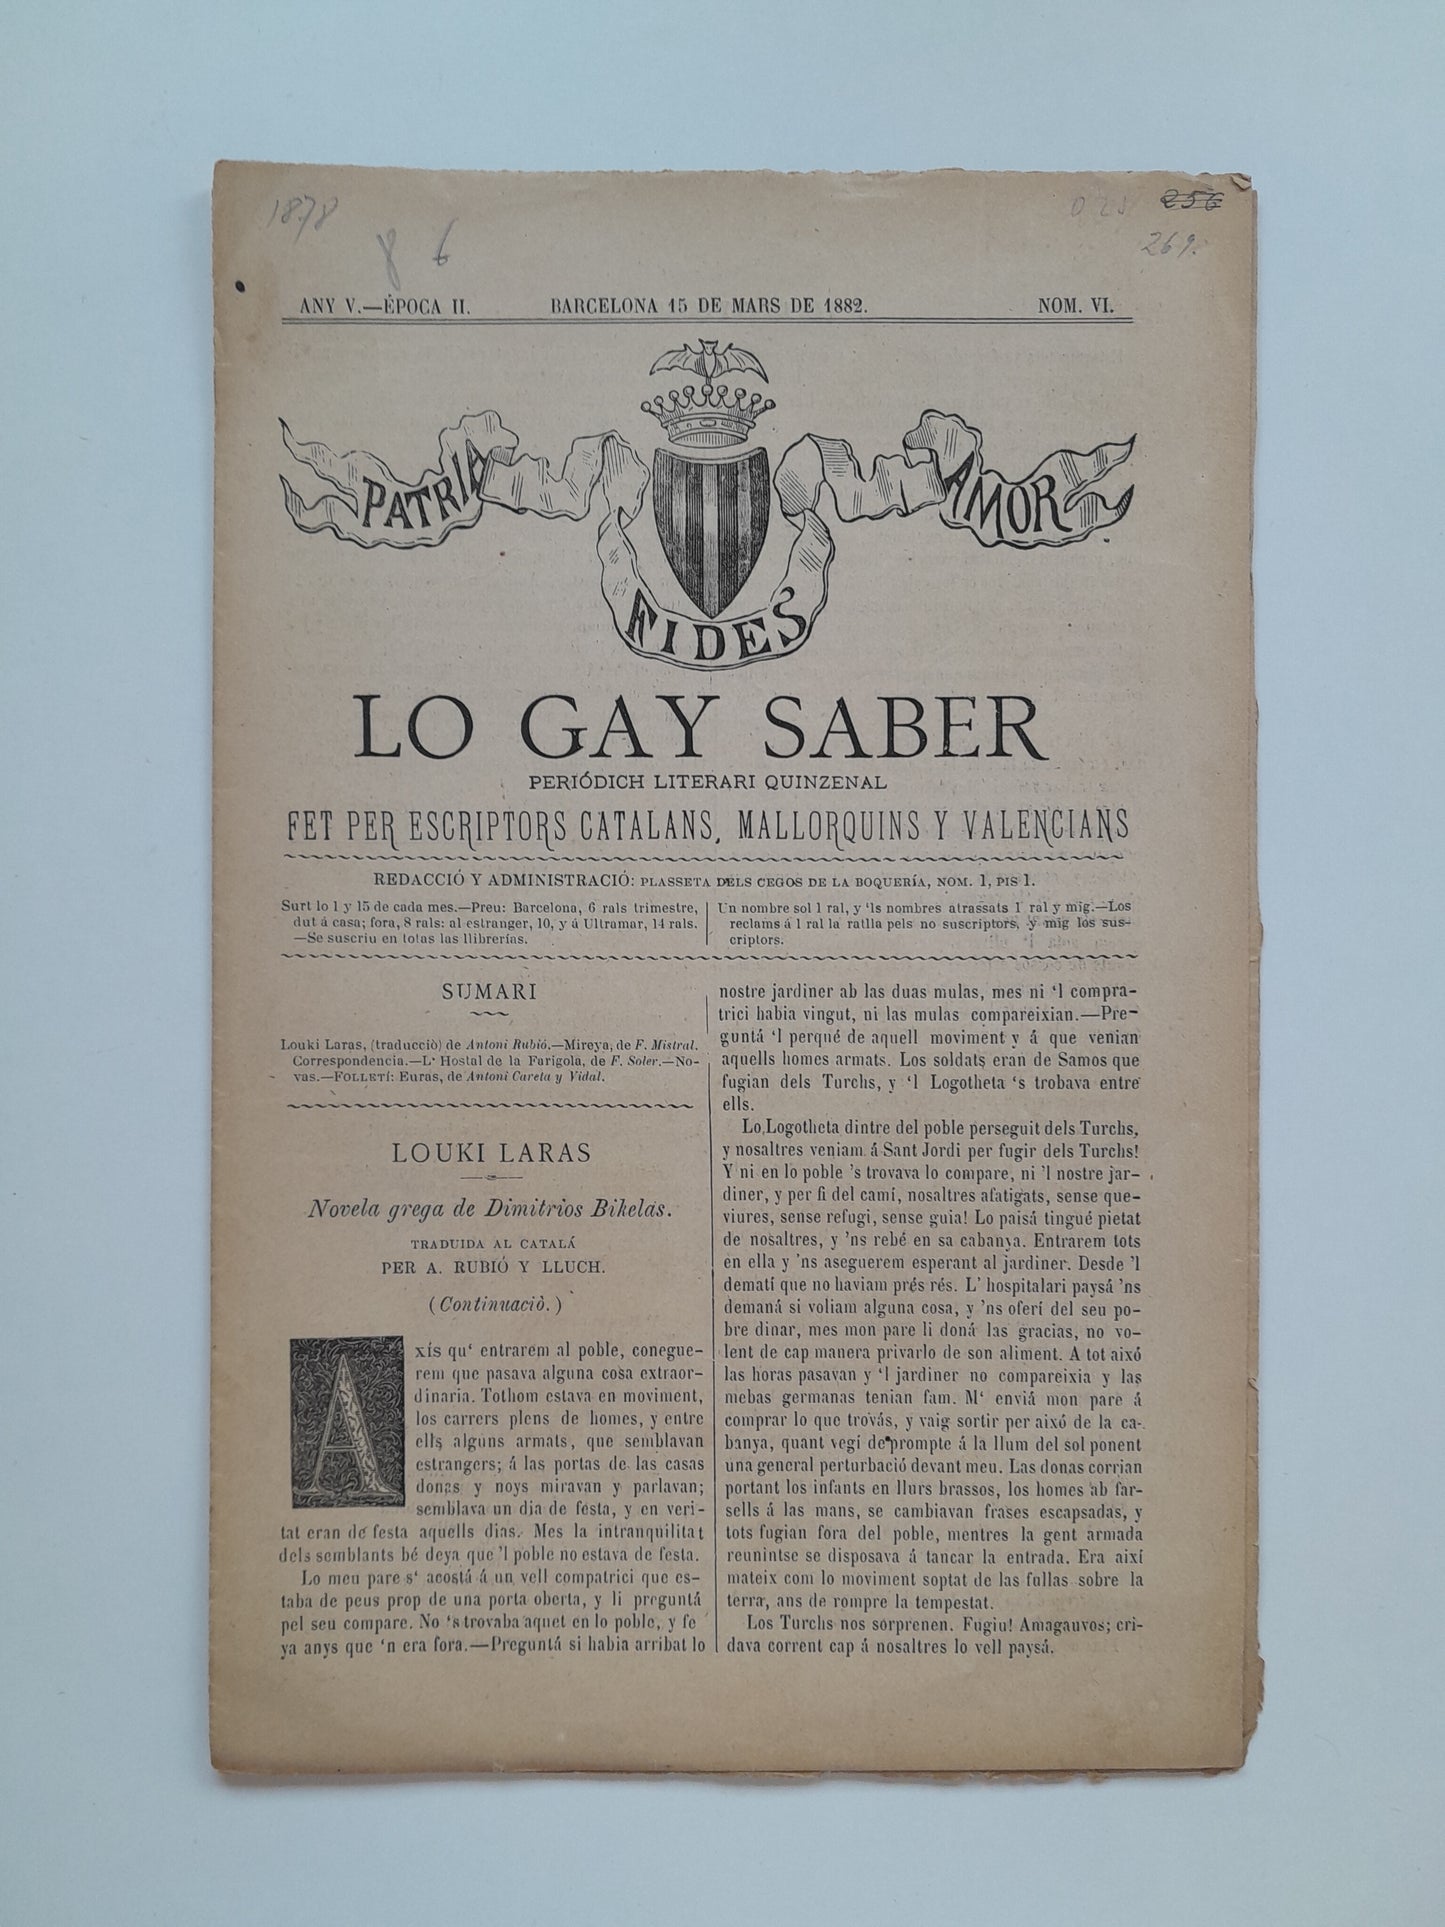 1878
8 6
256
269.
ANY V.—ÉPOCA II. BARCELONA 15 DE MARS DE 1882. NOM. VI.
PATRIA
AMOR
FIDES
LO GAY SABER
PERIÓDICH LITERARI QUINZENAL
FET PER ESCRIPTORS CATALANS, MALLORQUINS Y VALENCIANS
REDACCIÓ Y ADMINISTRACIÓ: PLASSETA DELS CEGOS DE LA BOQUERÍA, NOM. 1, PIS 1.
Surt lo 1 y 15 de cada mes.—Preu: Barcelona, 6 rals trimestre,
dut á casa; fora, 8 rals: al estranger, 10, y á Ultramar, 14 rals.
—Se suscriu en totas las llibrerías.
Un nombre sol 1 ral, y 'ls nombres atrassats 1 ral y mig.—Los
reclams á 1 ral la ratlla pels no suscriptors, y mig los sus-
criptors.
SUMARI
Louki Laras, (traducció) de Antoni Rubió.—Mireya, de F. Mistral.
Correspondencia.—L' Hostal de la Farigola, de F. Soler.—No-
vas.—FOLLETÍ: Euras, de Antoni Careta y Vidal.
LOUKI LARAS
Novela grega de Dimitrios Bikelas.
TRADUIDA AL CATALÁ
PER A. RUBIÓ Y LLUCH.
(Continuació.)
Axís qu' entrarem al poble, conegue-
rem que pasava alguna cosa extraor-
dinaria. Tothom estava en moviment,
los carrers plens de homes, y entre
ells alguns armats, que semblavan
estrangers; á las portas de las casas
donas y noys miravan y parlavan;
semblava un dia de festa, y en veri-
tat eran de festa aquells dias. Mes la intranquilitat
dels semblants bé deya que 'l poble no estava de festa.
Lo meu pare s' acostá á un vell compatrici que es-
taba de peus prop de una porta oberta, y li preguntá
pel seu compare. No 's trovaba aquet en lo poble, y fe
ya anys que 'n era fora.—Preguntá si habia arribat lo
nostre jardiner ab las duas mulas, mes ni 'l compra-
trici habia vingut, ni las mulas compareixian.—Pre-
guntá 'l perqué de aquell moviment y á que venian
aquells homes armats. Los soldats eran de Samos que
fugian dels Turchs, y 'l Logotheta 's trobava entre
ells.
Lo Logotheta dintre del poble perseguit dels Turchs,
y nosaltres veniam á Sant Jordi per fugir dels Turchs!
Y ni en lo poble 's trovava lo compare, ni 'l nostre jar-
diner, y per fi del camí, nosaltres afatigats, sense que-
viures, sense refugi, sense guia! Lo paisá tingué pietat
de nosaltres, y 'ns rebé en sa cabanya. Entrarem tots
en ella y 'ns aseguerem esperant al jardiner. Desde 'l
dematí que no haviam prés rés. L' hospitalari paysá 'ns
demaná si voliam alguna cosa, y 'ns oferí del seu po-
bre dinar, mes mon pare li doná las gracias, no vo-
lent de cap manera privarlo de son aliment. A tot aixó
las horas pasavan y 'l jardiner no compareixia y las
mebas germanas tenian fam. M' enviá mon pare á
comprar lo que trovás, y vaig sortir per aixó de la ca-
banya, quant vegí de prompte á la llum del sol ponent
una general perturbació devant meu. Las donas corrian
portant los infants en llurs brassos, los homes ab far-
sells á las mans, se cambiavan frases escapsadas, y
tots fugian fora del poble, mentres la gent armada
reunintse se disposava á tancar la entrada. Era així
mateix com lo moviment soptat de las fullas sobre la
terra, ans de rompre la tempestat.
Los Turchs nos sorprenen. Fugiu! Amagauvos; cri-
dava corrent cap á nosaltres lo vell paysá.